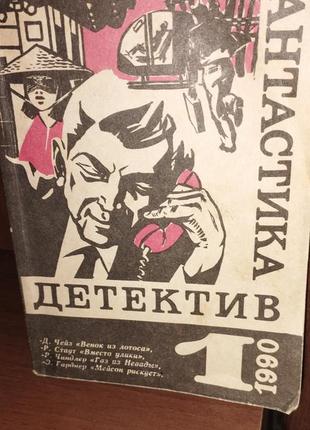 АНТАСТИКА
ДЕТЕКТИВ
1
1990
-Д. Чейз «Венок из лотоса»,
-Р. Стаут «Вместо улики»,
-Р. Чандлер «Газ из Невады»,
-Э. Гарднер «Мейсон рискует».